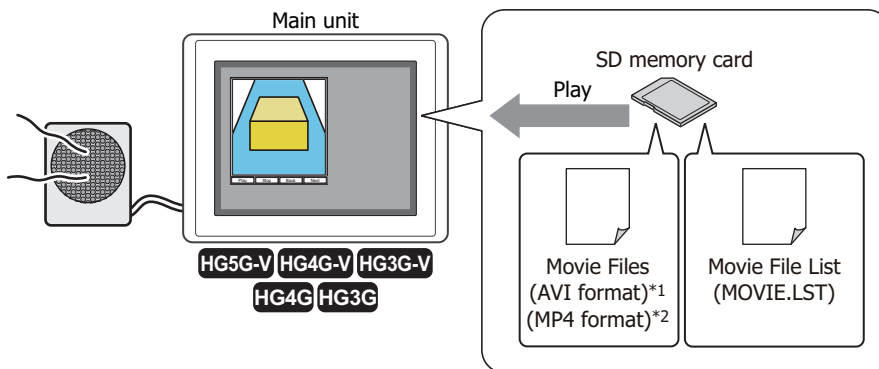 Main unit
SD memory card
Play
Play Stop Back Next
HG5G-V HG4G-V HG3G-V
HG4G HG3G
Movie Files
(AVI format)*1
(MP4 format)*2
Movie File List
(MOVIE.LST)